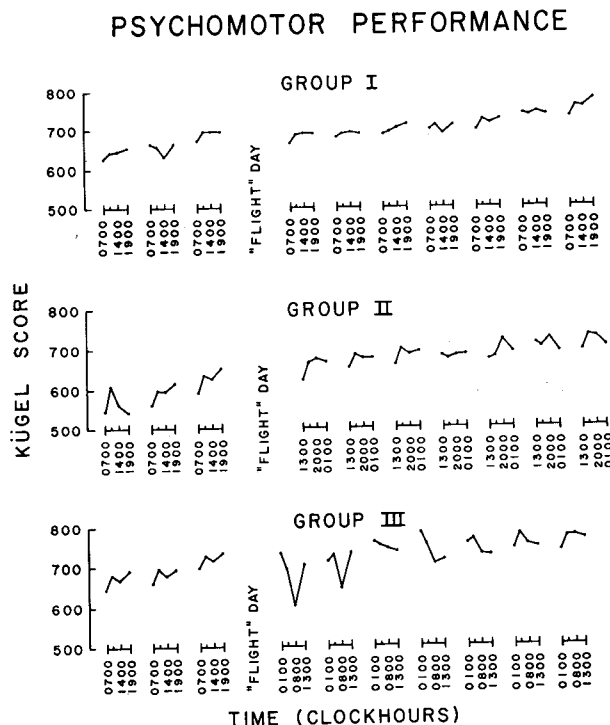 PSYCHOMOTOR PERFORMANCE
GROUP I
800
700
600
500
0700 1400 1900 0700 1400 1900 0700 1400 1900 "FLIGHT" DAY 0700 1400 1900 0700 1400 1900 0700 1400 1900 0700 1400 1900 0700 1400 1900 0700 1400 1900 0700 1400 1900
KÜGEL SCORE
GROUP II
800
700
600
500
0700 1400 1900 0700 1400 1900 0700 1400 1900 "FLIGHT" DAY 1300 2000 0100 1300 2000 0100 1300 2000 0100 1300 2000 0100 1300 2000 0100 1300 2000 0100 1300 2000 0100
GROUP III
800
700
600
500
0700 1400 1900 0700 1400 1900 0700 1400 1900 "FLIGHT" DAY 0100 0800 1300 0100 0800 1300 0100 0800 1300 0100 0800 1300 0100 0800 1300 0100 0800 1300 0100 0800 1300
TIME (CLOCKHOURS)